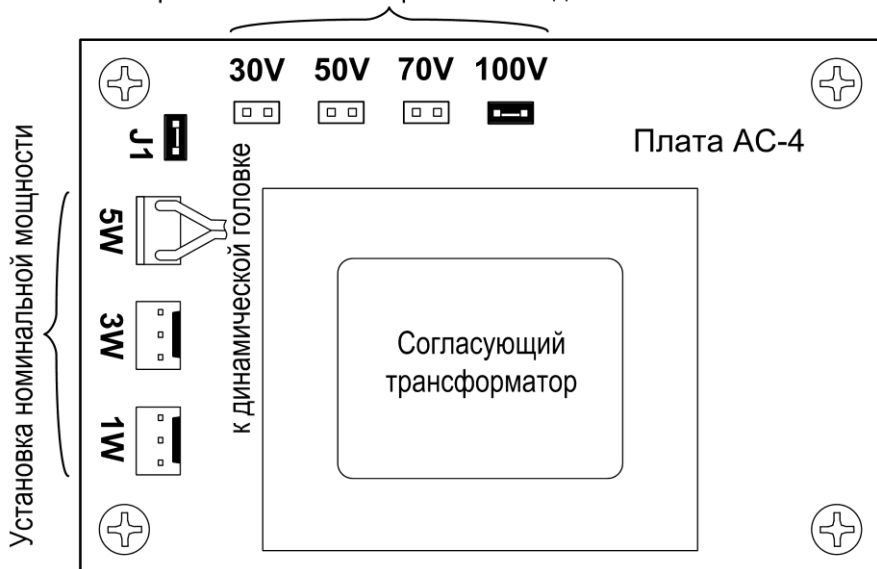 30V 50V 70V 100V
J1
Плата АС-4
Установка номинальной мощности
5W
3W
1W
к динамической головке
Согласующий
трансформатор